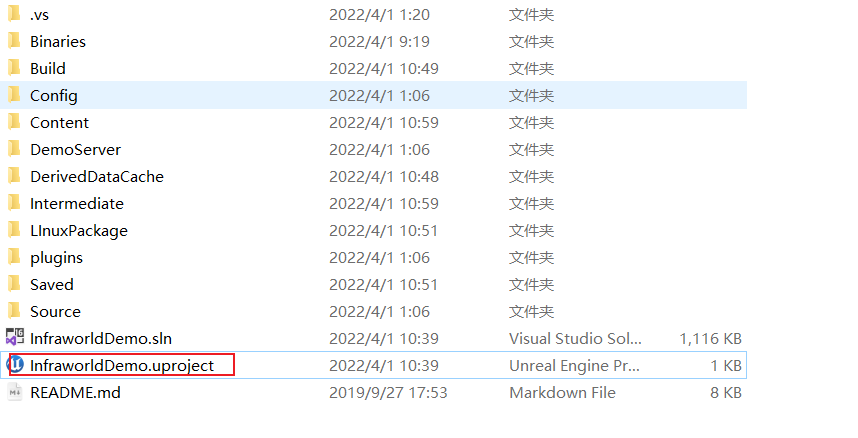 .vs 2022/4/1 1:20 文件夹
Binaries 2022/4/1 9:19 文件夹
Build 2022/4/1 10:49 文件夹
Config 2022/4/1 1:06 文件夹
Content 2022/4/1 10:59 文件夹
DemoServer 2022/4/1 1:06 文件夹
DerivedDataCache 2022/4/1 10:48 文件夹
Intermediate 2022/4/1 10:59 文件夹
LInuxPackage 2022/4/1 10:51 文件夹
plugins 2022/4/1 1:06 文件夹
Saved 2022/4/1 10:59 文件夹
Source 2022/4/1 1:06 文件夹
InfraworldDemo.sln 2022/4/1 10:39 Visual Studio Sol... 1,116 KB
InfraworldDemo.uproject 2022/4/1 10:39 Unreal Engine Pr... 1 KB
README.md 2019/9/27 17:53 Markdown File 8 KB